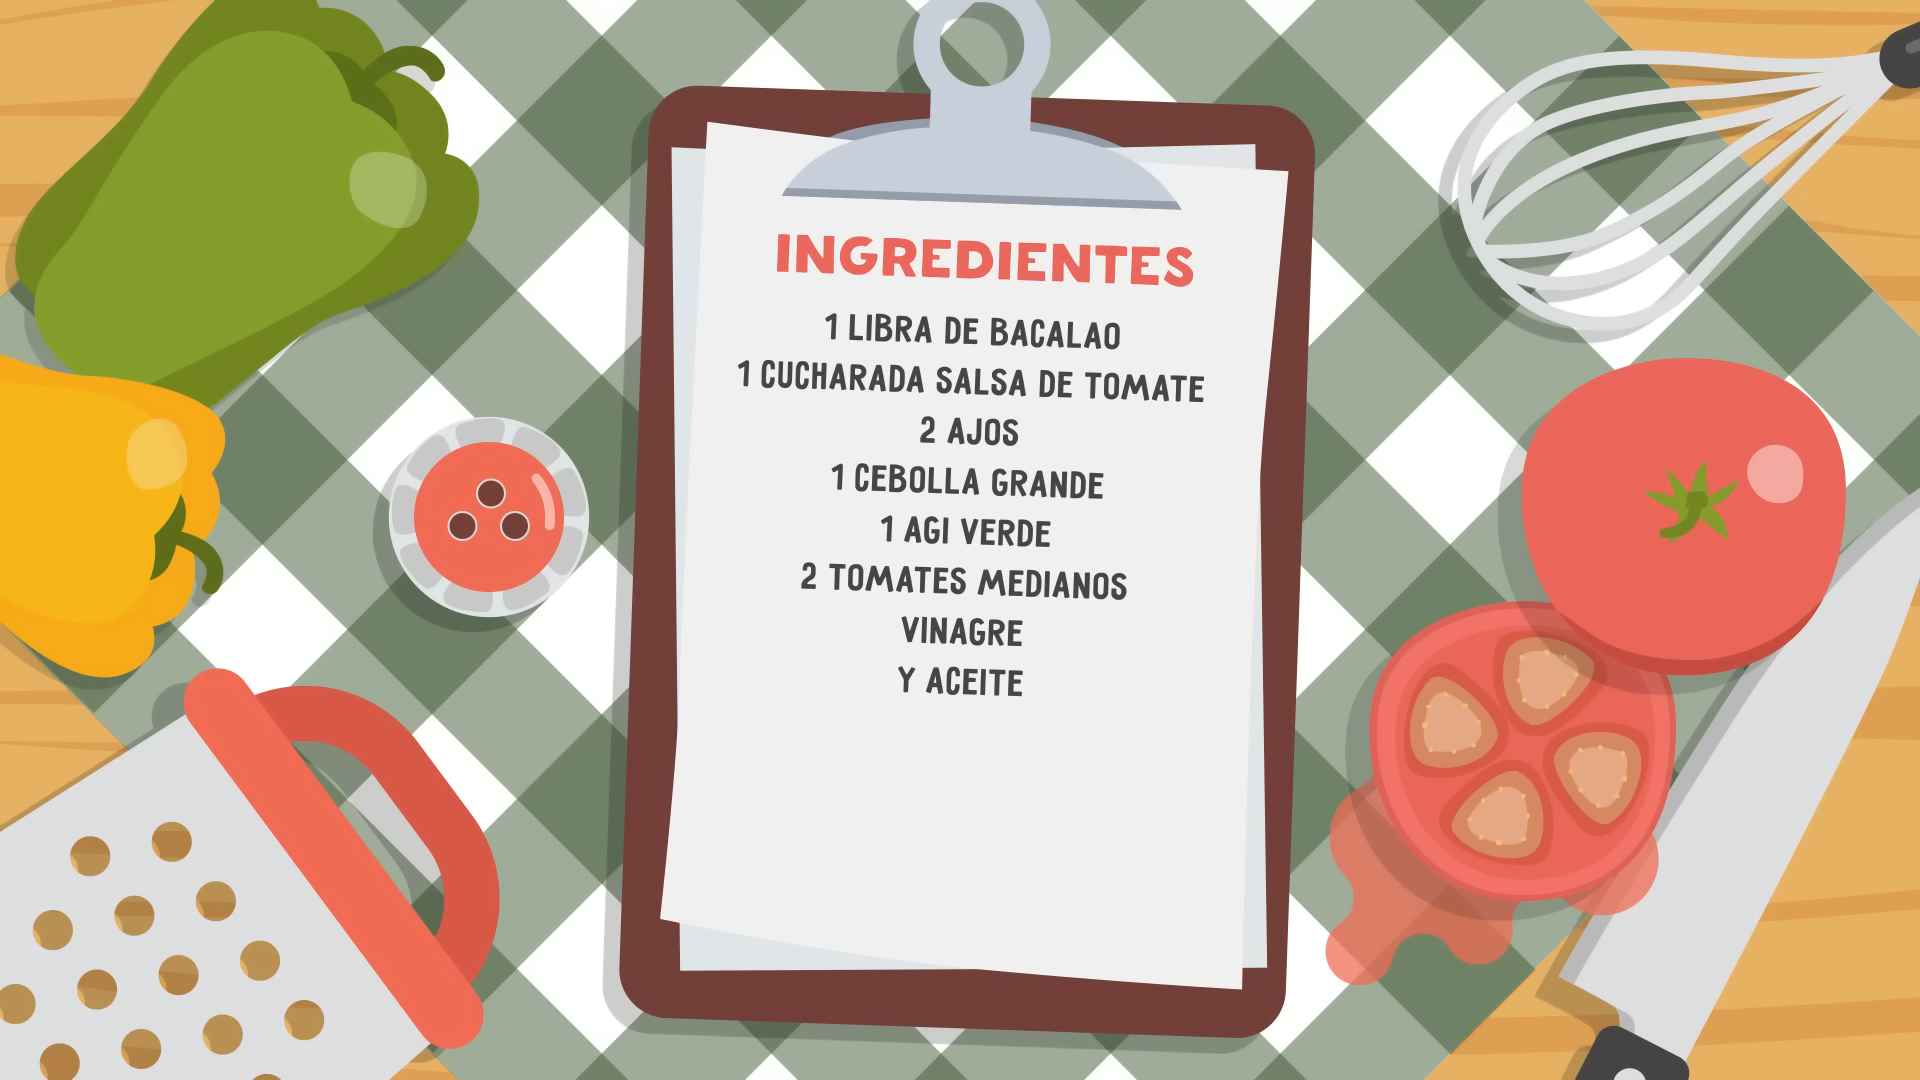 INGREDIENTES
1 LIBRA DE BACALAO
1 CUCHARADA SALSA DE TOMATE
2 AJOS
1 CEBOLLA GRANDE
1 AGI VERDE
2 TOMATES MEDIANOS
VINAGRE
Y ACEITE